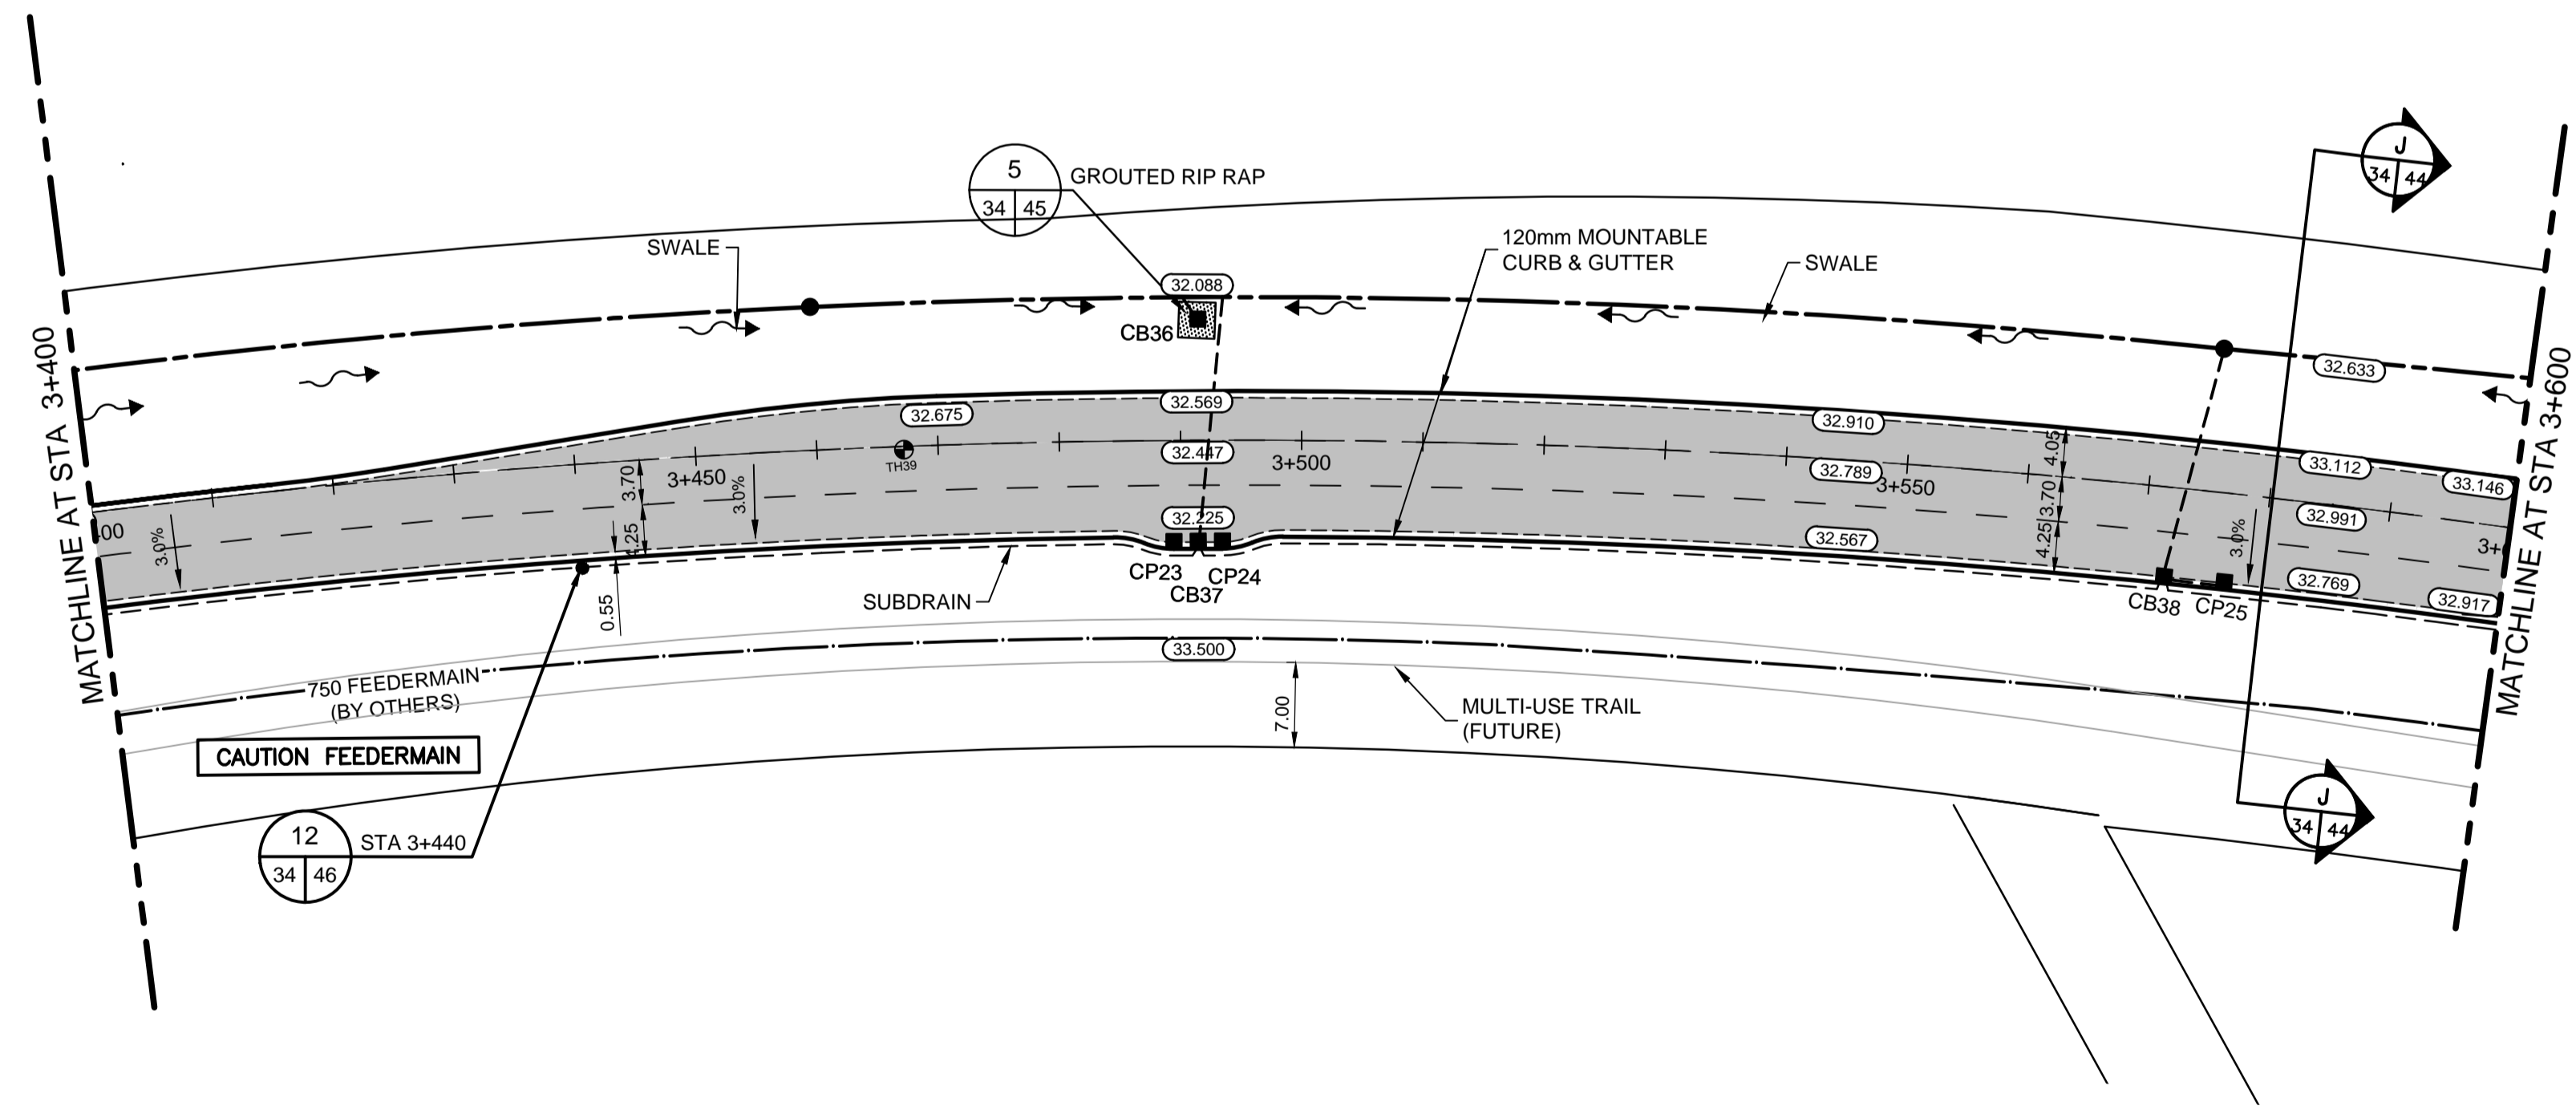 MATCHLINE AT STA 3+400
5
34 45
GROUTED RIP RAP
SWALE
32.088
CB36
120mm MOUNTABLE
CURB & GUTTER
SWALE
J
34 44
32.633
32.675
32.569
32.910
TH39
32.447
3+450
3.70
3.0%
3+500
32.789
3+550
4.05
3.70
4.25
33.112
33.146
32.991
3.0%
3+
00
3.0%
.25
32.225
32.567
32.769
32.917
CP23
CP24
CB37
CB38
CP25
SUBDRAIN
0.55
33.500
750 FEEDERMAIN
(BY OTHERS)
7.00
MULTI-USE TRAIL
(FUTURE)
CAUTION FEEDERMAIN
12
34 46
STA 3+440
J
34 44
MATCHLINE AT STA 3+600